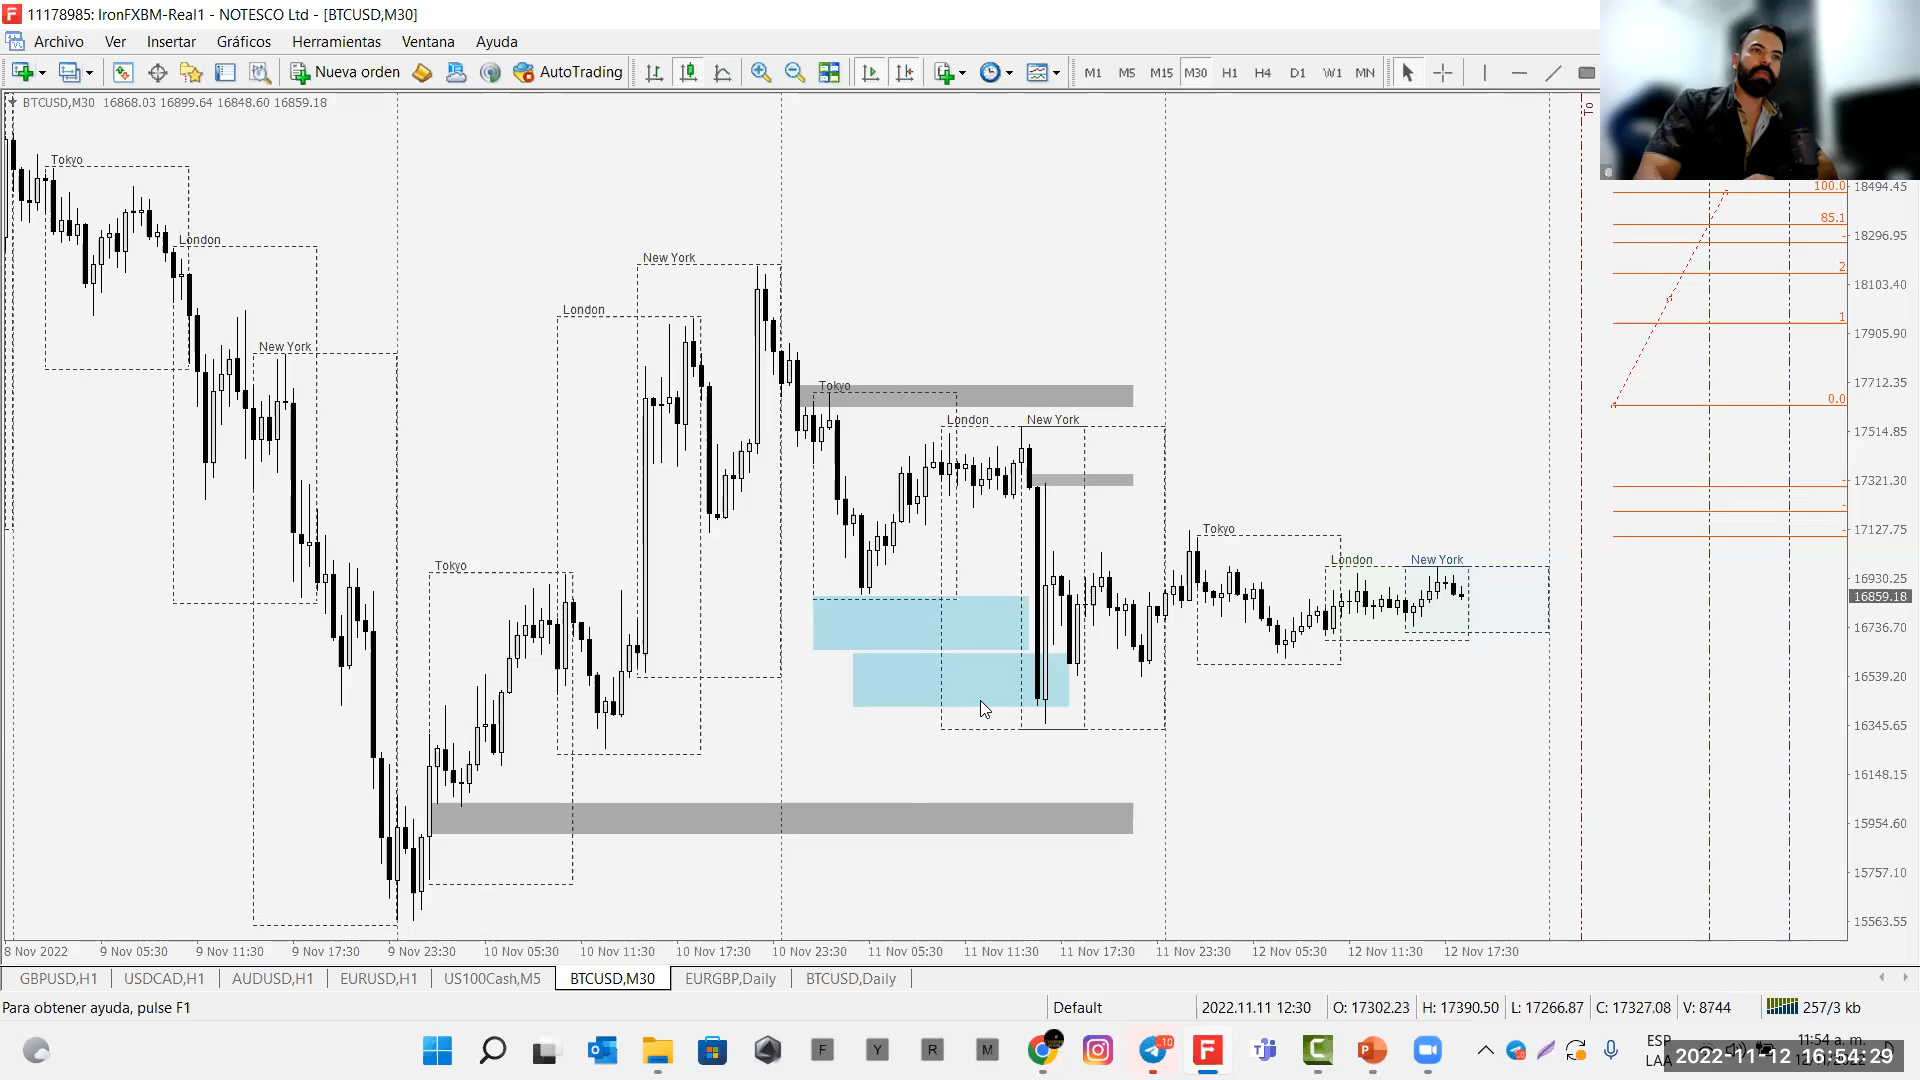 11178985: IronFXBM-Real1 - NOTESCO Ltd - [BTCUSD,M30]
Archivo Ver Insertar Gráficos Herramientas Ventana Ayuda
Nueva orden AutoTrading M1 M5 M15 M30 H1 H4 D1 W1 MN
BTCUSD,M30 16868.03 16899.64 16848.60 16859.18
To
Tokyo
London
New York
Tokyo
London
New York
Tokyo
London
New York
Tokyo
London
New York
100.0
85.1
2
1
0.0
18494.45
18296.95
18103.40
17905.90
17712.35
17514.85
17321.30
17127.75
16930.25
16859.18
16736.70
16539.20
16345.65
16148.15
15954.60
15757.10
15563.55
8 Nov 2022 9 Nov 05:30 9 Nov 11:30 9 Nov 17:30 9 Nov 23:30 10 Nov 05:30 10 Nov 11:30 10 Nov 17:30 10 Nov 23:30 11 Nov 05:30 11 Nov 11:30 11 Nov 17:30 11 Nov 23:30 12 Nov 05:30 12 Nov 11:30 12 Nov 17:30
GBPUSD,H1 USDCAD,H1 AUDUSD,H1 EURUSD,H1 US100Cash,M5 BTCUSD,M30 EURGBP,Daily BTCUSD,Daily
Para obtener ayuda, pulse F1 Default 2022.11.11 12:30 O: 17302.23 H: 17390.50 L: 17266.87 C: 17327.08 V: 8744 257/3 kb
F Y R M
ESP
LAA
11:54 a. m.
2022-11-12 16:54:29